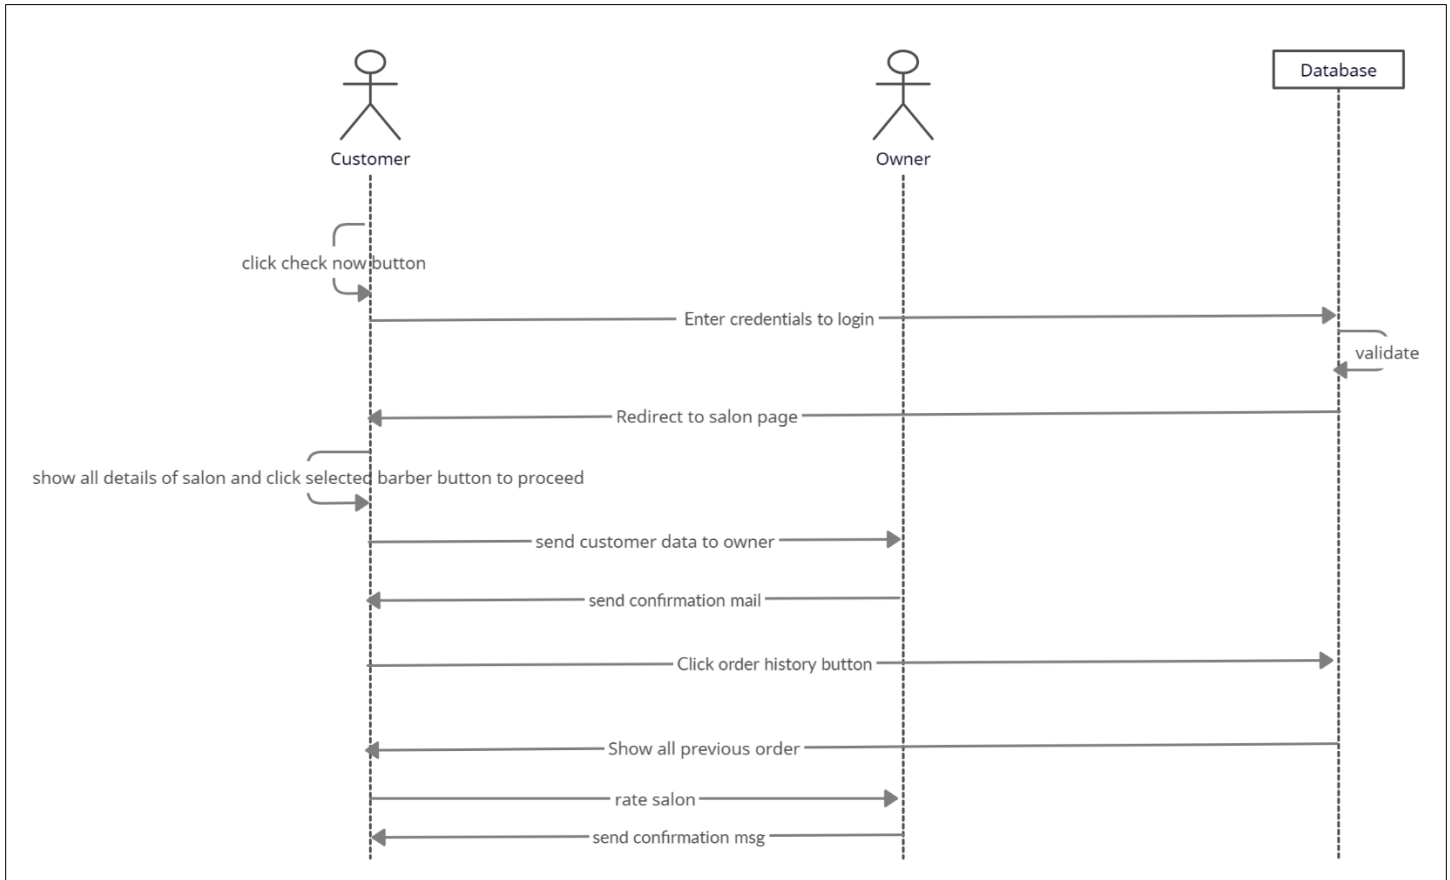 Database
Customer
Owner
click check now button
Enter credentials to login
validate
Redirect to salon page
show all details of salon and click selected barber button to proceed
send customer data to owner
send confirmation mail
Click order history button
Show all previous order
rate salon
send confirmation msg